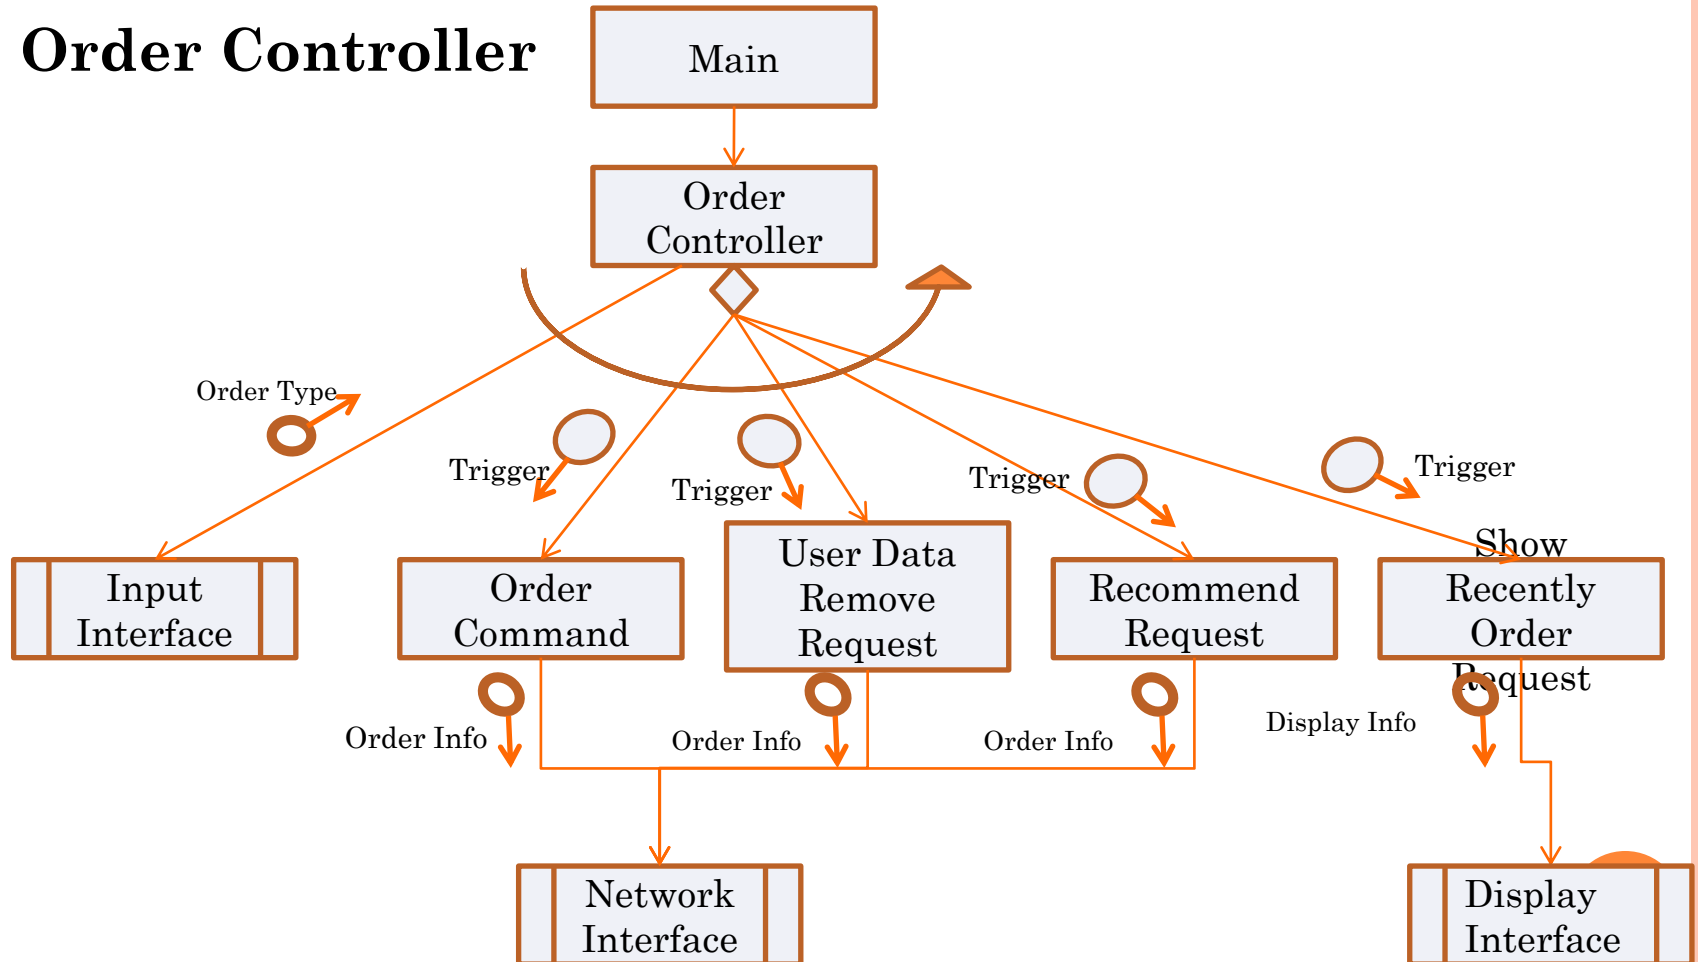 Order Controller
Main
Order
Controller
Order Type
Trigger
Trigger
Trigger
Trigger
Input
Interface
Order
Command
User Data
Remove
Request
Recommend
Request
Show
Recently
Order
Request
Order Info
Order Info
Order Info
Display Info
Network
Interface
Display
Interface